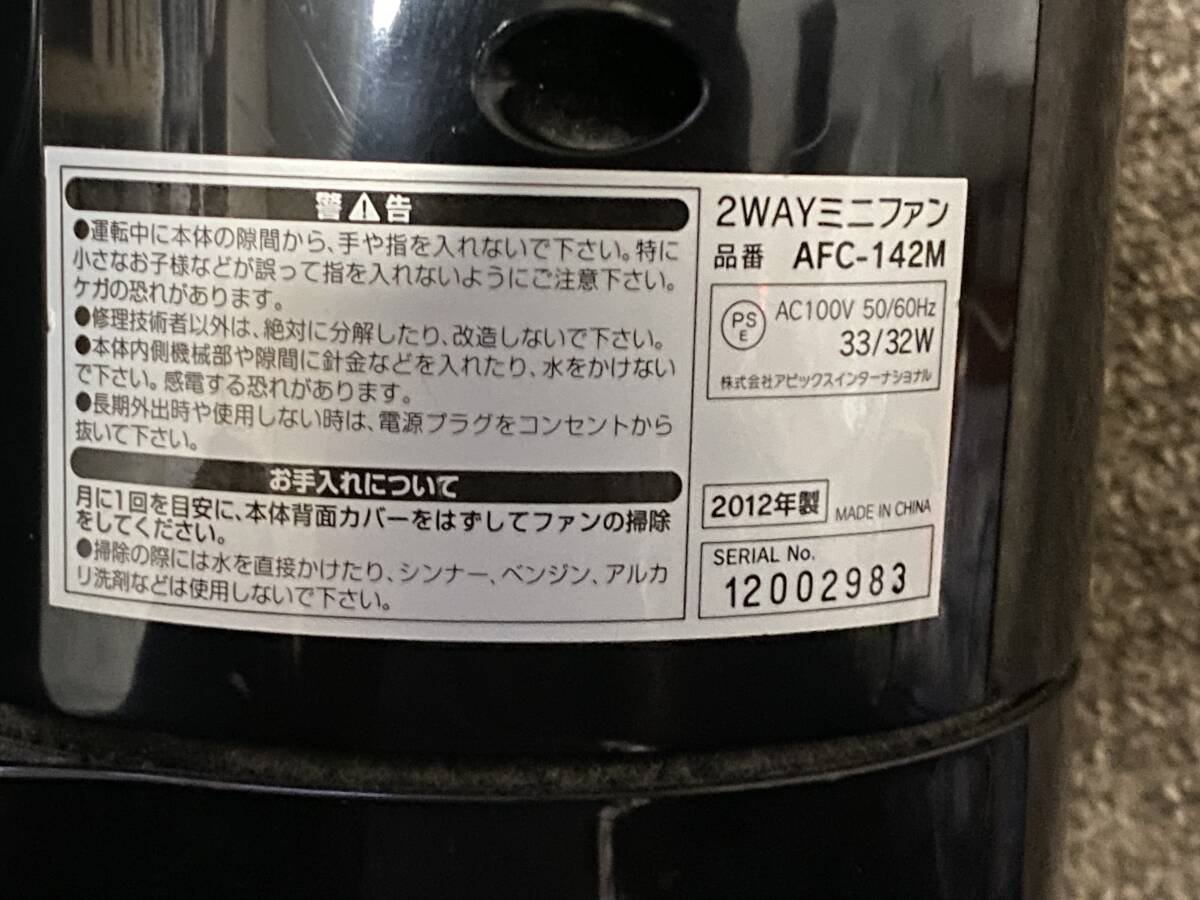 警⚠告
●運転中に本体の隙間から、手や指を入れないで下さい。特に
小さなお子様などが誤って指を入れないようにご注意下さい。
ケガの恐れがあります。
●修理技術者以外は、絶対に分解したり、改造しないで下さい。
●本体内側機械部や隙間に針金などを入れたり、水をかけない
で下さい。感電する恐れがあります。
●長期外出時や使用しない時は、電源プラグをコンセントから
抜いて下さい。
お手入れについて
月に1回を目安に、本体背面カバーをはずしてファンの掃除
をしてください。
●掃除の際には水を直接かけたり、シンナー、ベンジン、アルカ
リ洗剤などは使用しないで下さい。
2WAYミニファン
品番 AFC-142M
PS
E
AC100V 50/60Hz
33/32W
株式会社アピックスインターナショナル
2012年製
MADE IN CHINA
SERIAL No.
12002983